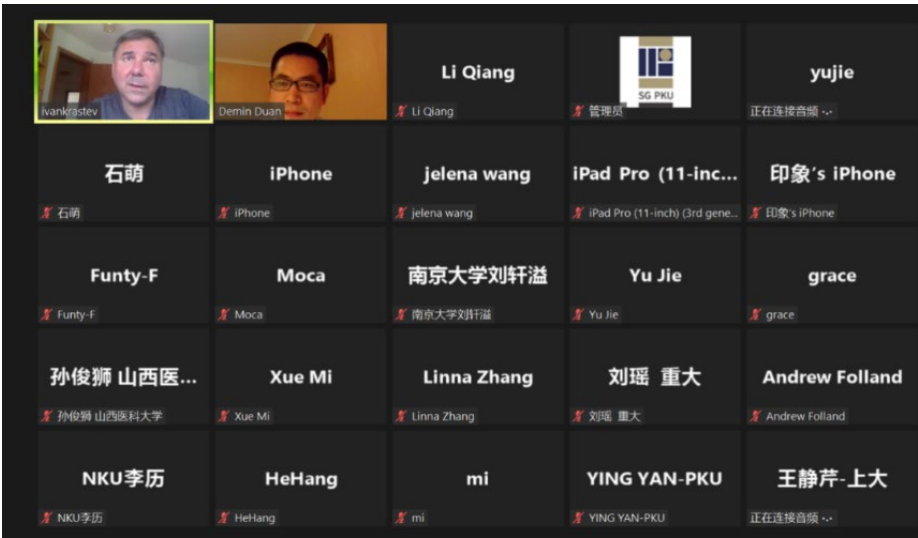 ivankrastev
Demin Duan
Li Qiang
Li Qiang
SG PKU
管理员
yujie
正在连接音频
石萌
石萌
iPhone
iPhone
jelena wang
jelena wang
iPad Pro (11-inc...
iPad Pro (11-inch) (3rd gene...
印象's iPhone
印象's iPhone
Funty-F
Funty-F
Moca
Moca
南京大学刘轩溢
南京大学刘轩溢
Yu Jie
Yu Jie
grace
grace
孙俊狮 山西医...
孙俊狮 山西医科大学
Xue Mi
Xue Mi
Linna Zhang
Linna Zhang
刘瑶 重大
刘瑶 重大
Andrew Folland
Andrew Folland
NKU李历
NKU李历
HeHang
HeHang
mi
mi
YING YAN-PKU
YING YAN-PKU
王静芹-上大
正在连接音频